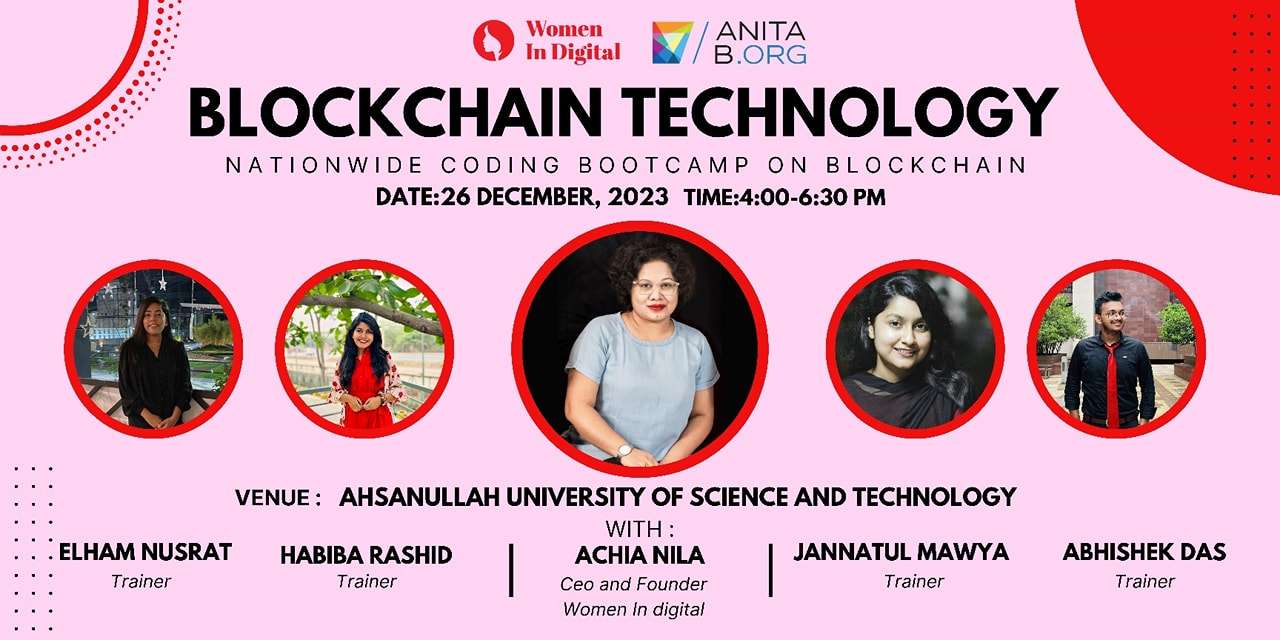 Women
In Digital
ANITA
B.ORG
BLOCKCHAIN TECHNOLOGY
NATIONWIDE CODING BOOTCAMP ON BLOCKCHAIN
DATE:26 DECEMBER, 2023 TIME:4:00-6:30 PM
VENUE : AHSANULLAH UNIVERSITY OF SCIENCE AND TECHNOLOGY
WITH :
ELHAM NUSRAT
Trainer
HABIBA RASHID
Trainer
ACHIA NILA
Ceo and Founder
Women In digital
JANNATUL MAWYA
Trainer
ABHISHEK DAS
Trainer